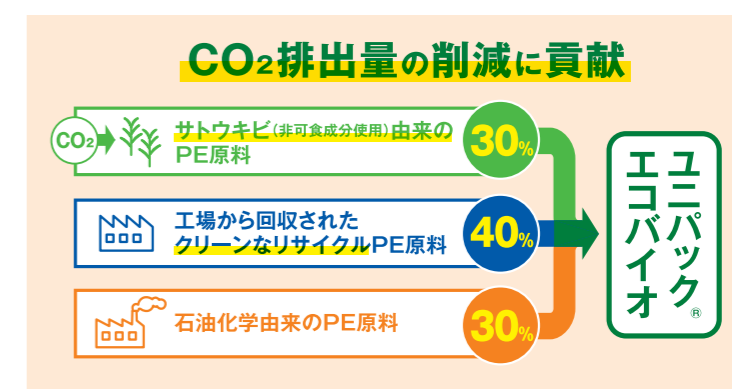 CO₂排出量の削減に貢献
CO₂
サトウキビ(非可食成分使用)由来の
PE原料
30%
工場から回収された
クリーンなリサイクルPE原料
40%
石油化学由来のPE原料
30%
ユニパック®
エコバイオ